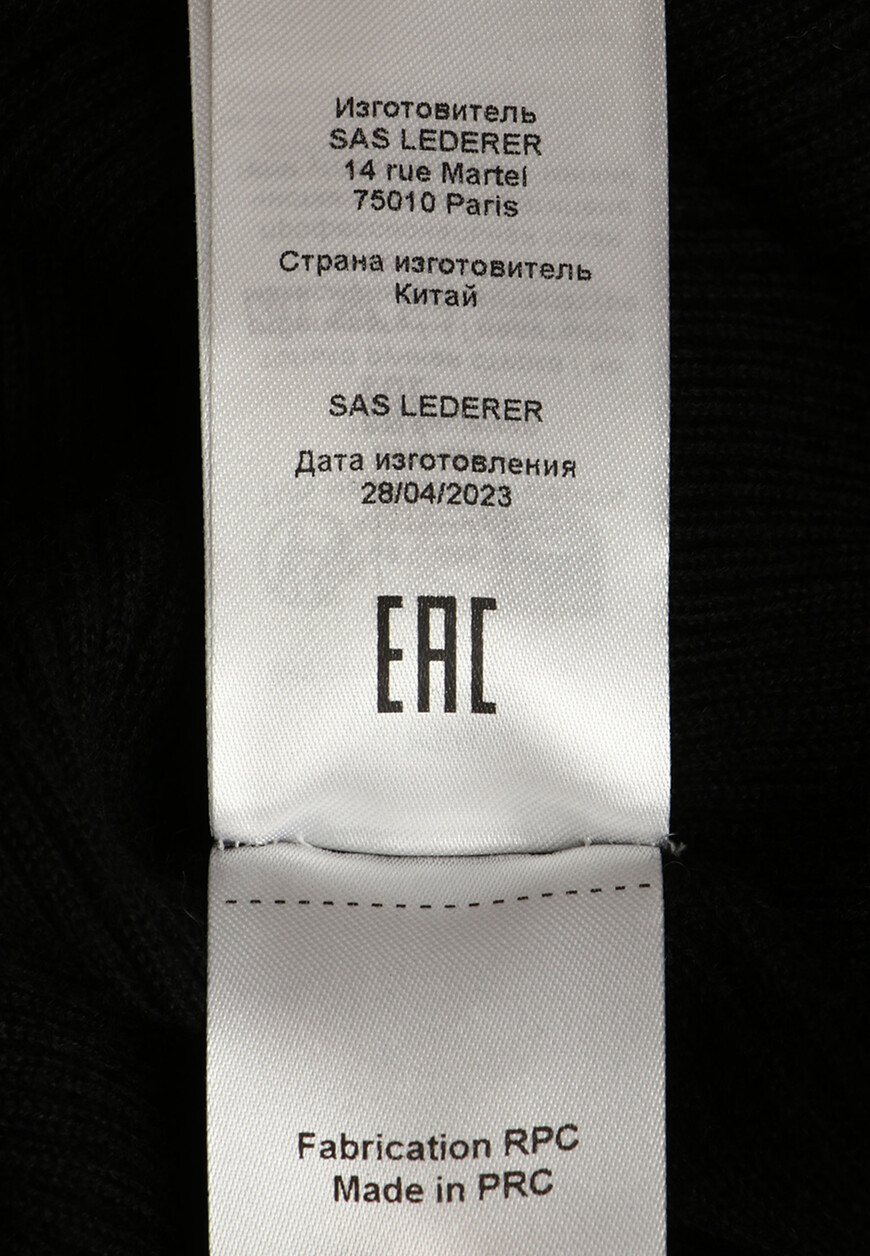 Изготовитель
SAS LEDERER
14 rue Martel
75010 Paris
Страна изготовитель
Китай
SAS LEDERER
Дата изготовления
28/04/2023
EAC
Fabrication RPC
Made in PRC